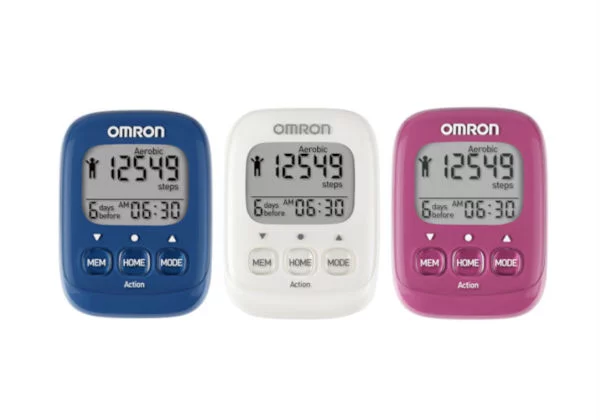 OMRON
Aerobic
12549
steps
6 days before AM 06:30
MEM HOME MODE
Action
OMRON
Aerobic
12549
steps
6 days before AM 06:30
MEM HOME MODE
Action
OMRON
Aerobic
12549
steps
6 days before AM 06:30
MEM HOME MODE
Action